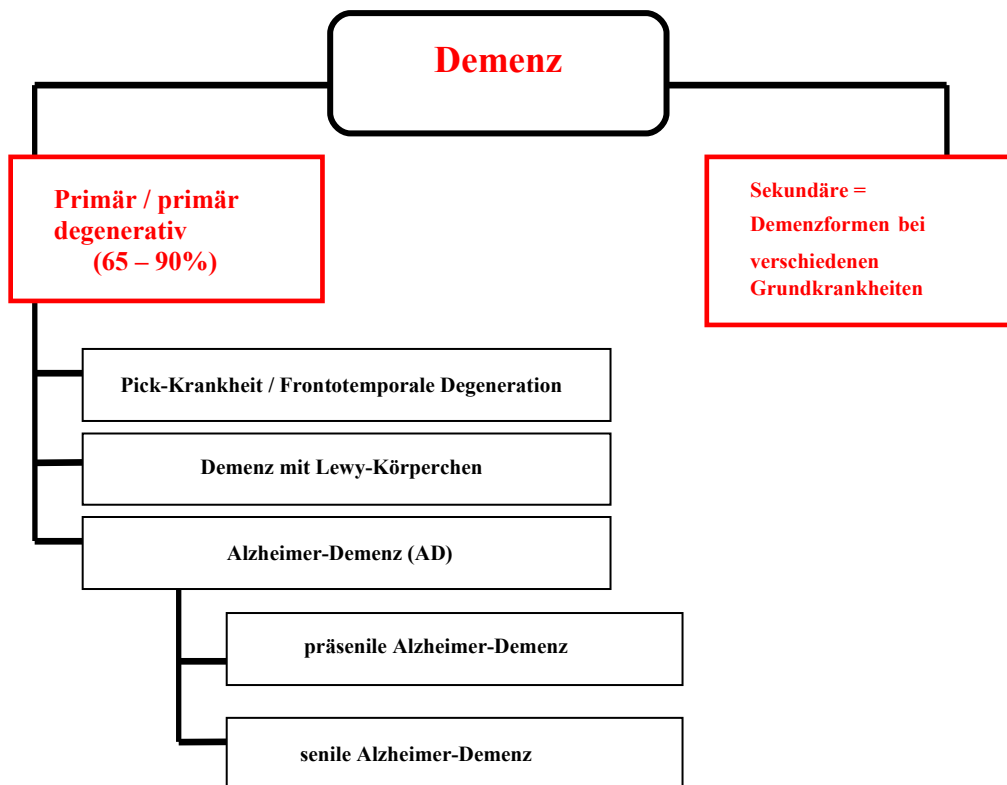 Demenz
Primär / primär
degenerativ
(65 – 90%)
Sekundäre =
Demenzformen bei
verschiedenen
Grundkrankheiten
Pick-Krankheit / Frontotemporale Degeneration
Demenz mit Lewy-Körperchen
Alzheimer-Demenz (AD)
präsenile Alzheimer-Demenz
senile Alzheimer-Demenz